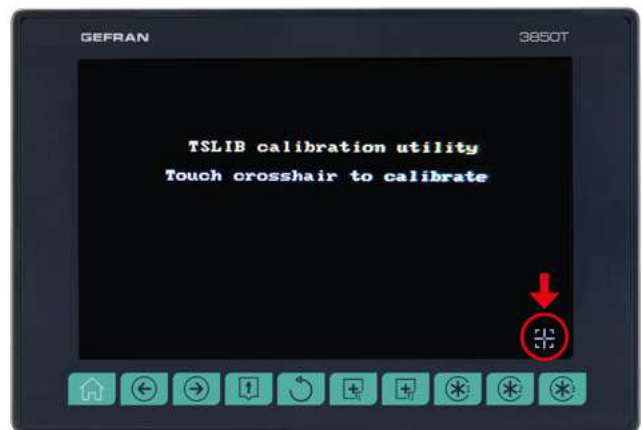 GEFRAN
3850T
TSLIB calibration utility
Touch crosshair to calibrate